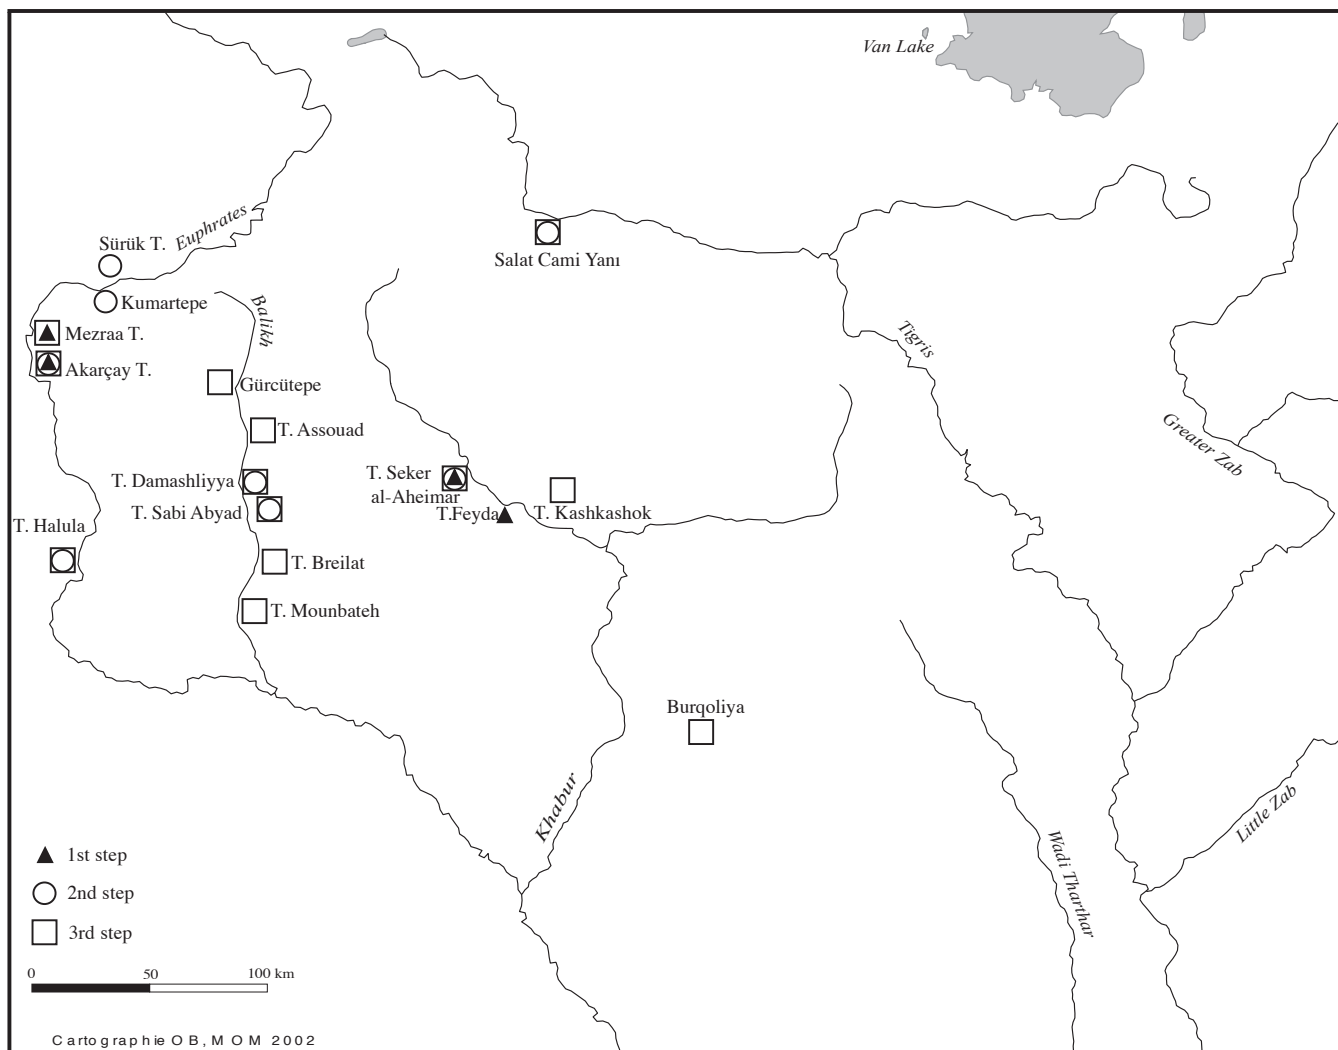 Van Lake
Euphrates
Sürük T.
Salat Cami Yanı
Kumartepe
Balikh
Mezraa T.
Tigris
Akarçay T.
Gürcütepe
T. Assouad
Greater Zab
T. Damashliyya
T. Seker
al-Aheimar
T. Sabi Abyad
T.Feyda
T. Kashkashok
T. Halula
T. Breilat
T. Mounbateh
Burqoliya
Khabur
Little Zab
Wadi Tharthar
1st step
2nd step
3rd step
0 50 100 km
Cartographie OB, MOM 2002